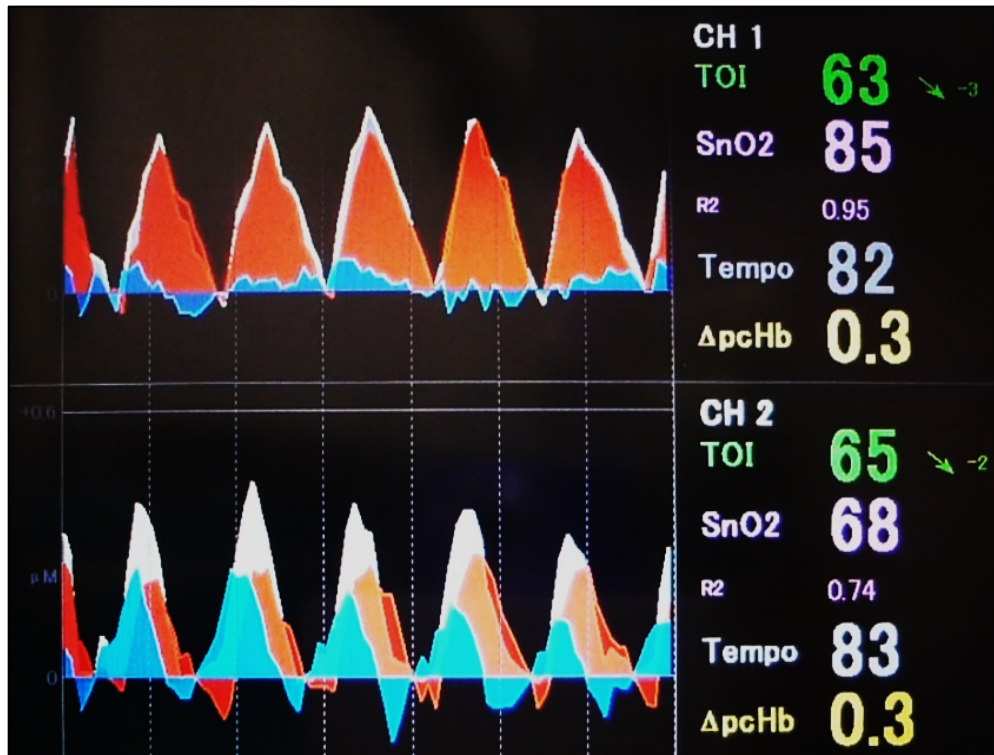 CH 1
TOI 63 -3
SnO2 85
R2 0.95
Tempo 82
0
ΔpcHb 0.3
+0.6
CH 2
TOI 65 -2
SnO2 68
μM
R2 0.74
Tempo 83
0
ΔpcHb 0.3